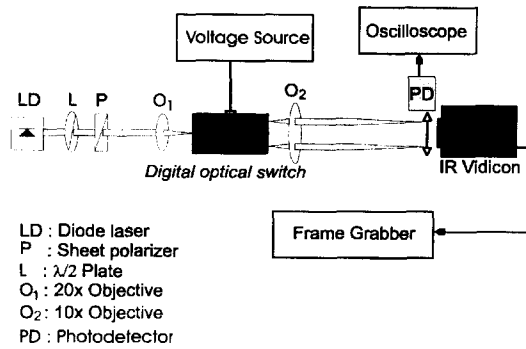 Voltage Source
Oscilloscope
LD L P O1 O2 PD
Digital optical switch
IR Vidicon
Frame Grabber
LD : Diode laser
P : Sheet polarizer
L : λ/2 Plate
O1 : 20x Objective
O2 : 10x Objective
PD : Photodetector